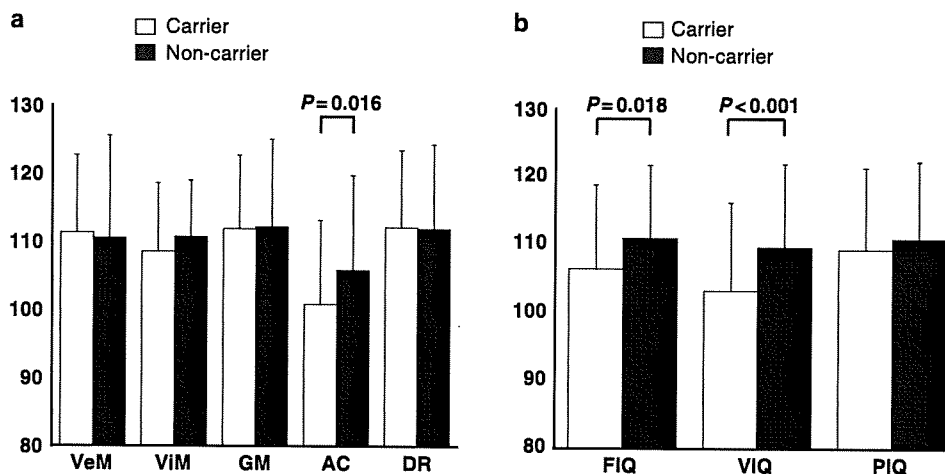 a
Carrier
Non-carrier
P=0.016
130
120
110
100
90
80
VeM ViM GM AC DR
b
Carrier
Non-carrier
P=0.018 P<0.001
130
120
110
100
90
80
FIQ VIQ PIQ